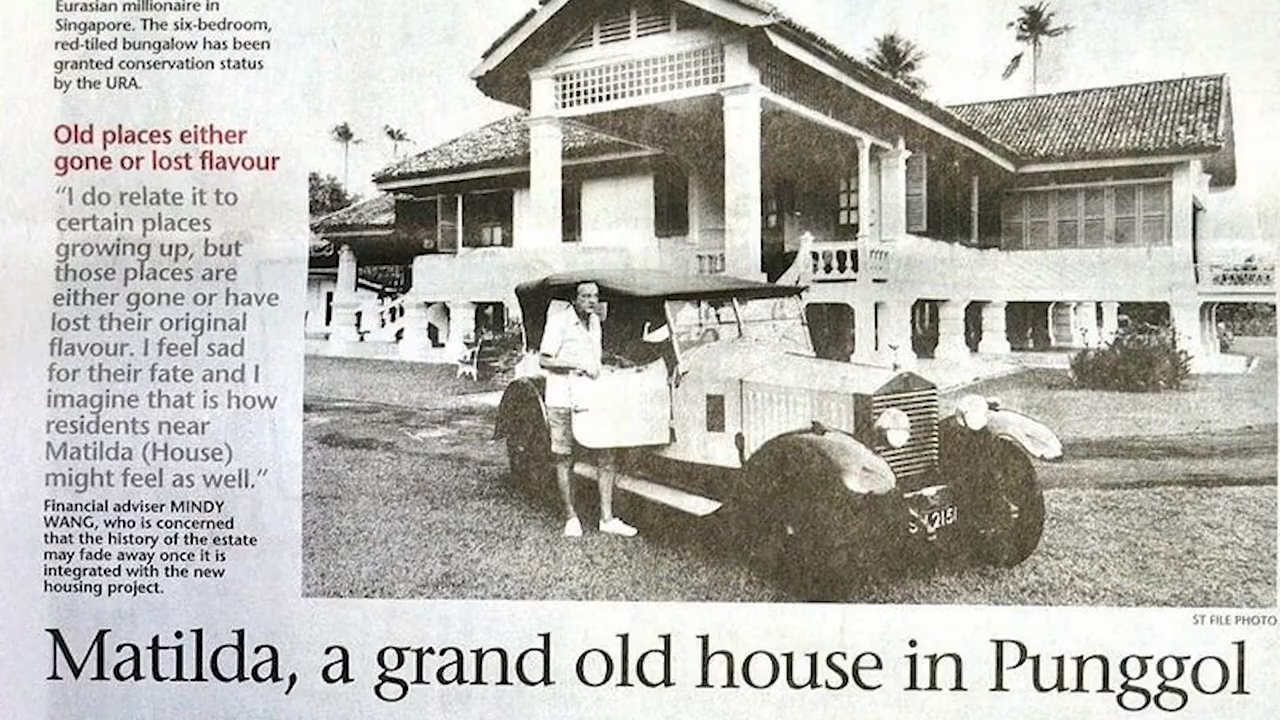 Eurasian millionaire in
Singapore. The six-bedroom,
red-tiled bungalow has been
granted conservation status
by the URA.
Old places either
gone or lost flavour
“I do relate it to
certain places
growing up, but
those places are
either gone or have
lost their original
flavour. I feel sad
for their fate and I
imagine that is how
residents near
Matilda (House)
might feel as well.”
Financial adviser MINDY
WANG, who is concerned
that the history of the estate
may fade away once it is
integrated with the new
housing project.
2151
ST FILE PHOTO
Matilda, a grand old house in Punggol